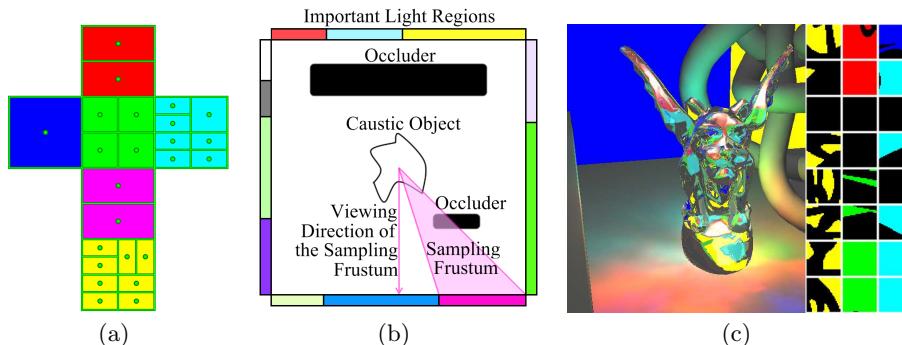 Important Light Regions
Occluder
Caustic Object
Occluder
Viewing
Direction of
the Sampling
Frustum
Sampling
Frustum
(a)
(b)
(c)